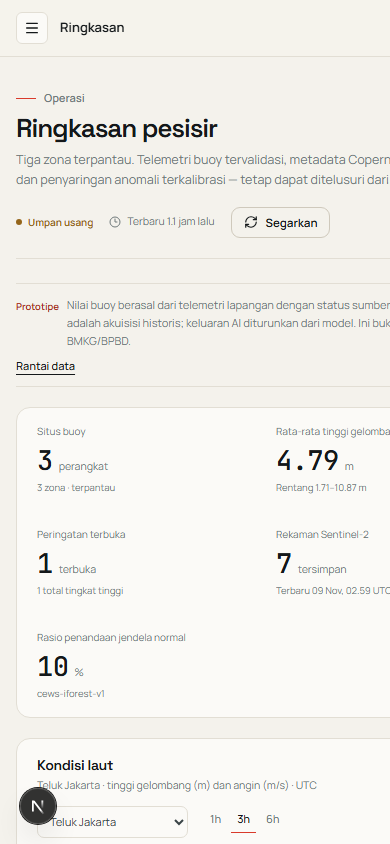 Ringkasan
Operasi
Ringkasan pesisir
Tiga zona terpantau. Telemetri buoy tervalidasi, metadata Copern
dan penyaringan anomali terkalibrasi — tetap dapat ditelusuri dari
Umpan usang
Terbaru 1.1 jam lalu
Segarkan
Prototipe
Nilai buoy berasal dari telemetri lapangan dengan status sumber
adalah akuisisi historis; keluaran AI diturunkan dari model. Ini buk
BMKG/BPBD.
Rantai data
Situs buoy
3 perangkat
3 zona · terpantau
Rata-rata tinggi gelomba
4.79 m
Rentang 1.71–10.87 m
Peringatan terbuka
1 terbuka
1 total tingkat tinggi
Rekaman Sentinel-2
7 tersimpan
Terbaru 09 Nov, 02.59 UTC
Rasio penandaan jendela normal
10 %
cews-iforest-v1
Kondisi laut
Teluk Jakarta · tinggi gelombang (m) dan angin (m/s) · UTC
N
Teluk Jakarta
1h 3h 6h